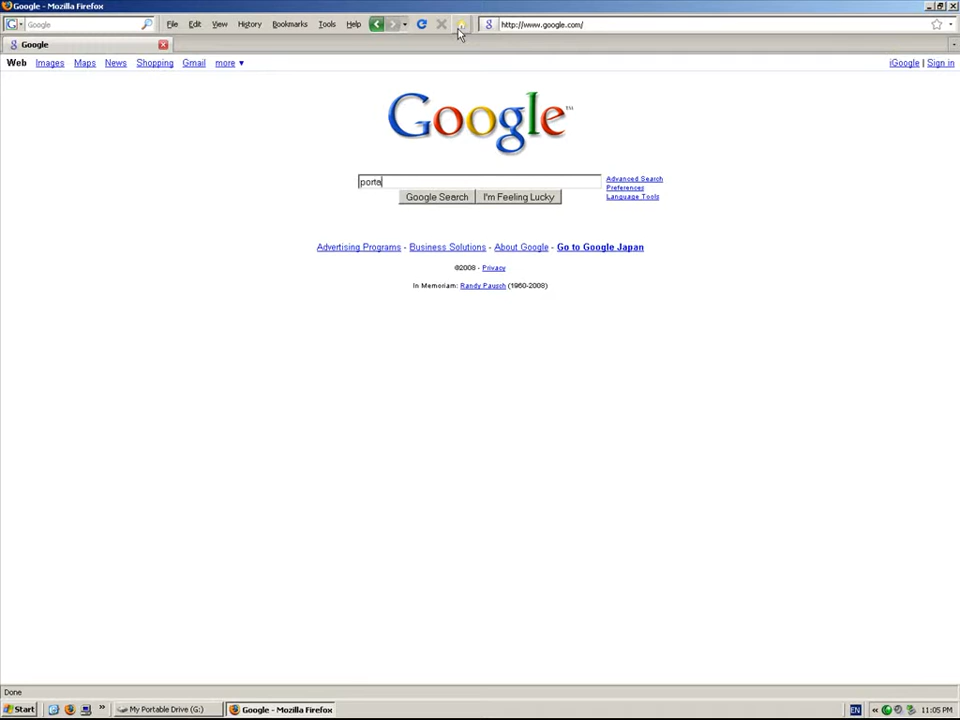 Google - Mozilla Firefox
Google File Edit View History Bookmarks Tools Help http://www.google.com/
Google
Web Images Maps News Shopping Gmail more ▼ iGoogle | Sign in
Google™
porta
Advanced Search
Preferences
Language Tools
Google Search I'm Feeling Lucky
Advertising Programs - Business Solutions - About Google - Go to Google Japan
©2008 - Privacy
In Memoriam: Randy Pausch (1960-2008)
Done
Start » My Portable Drive (G:) Google - Mozilla Firefox EN « 11:05 PM